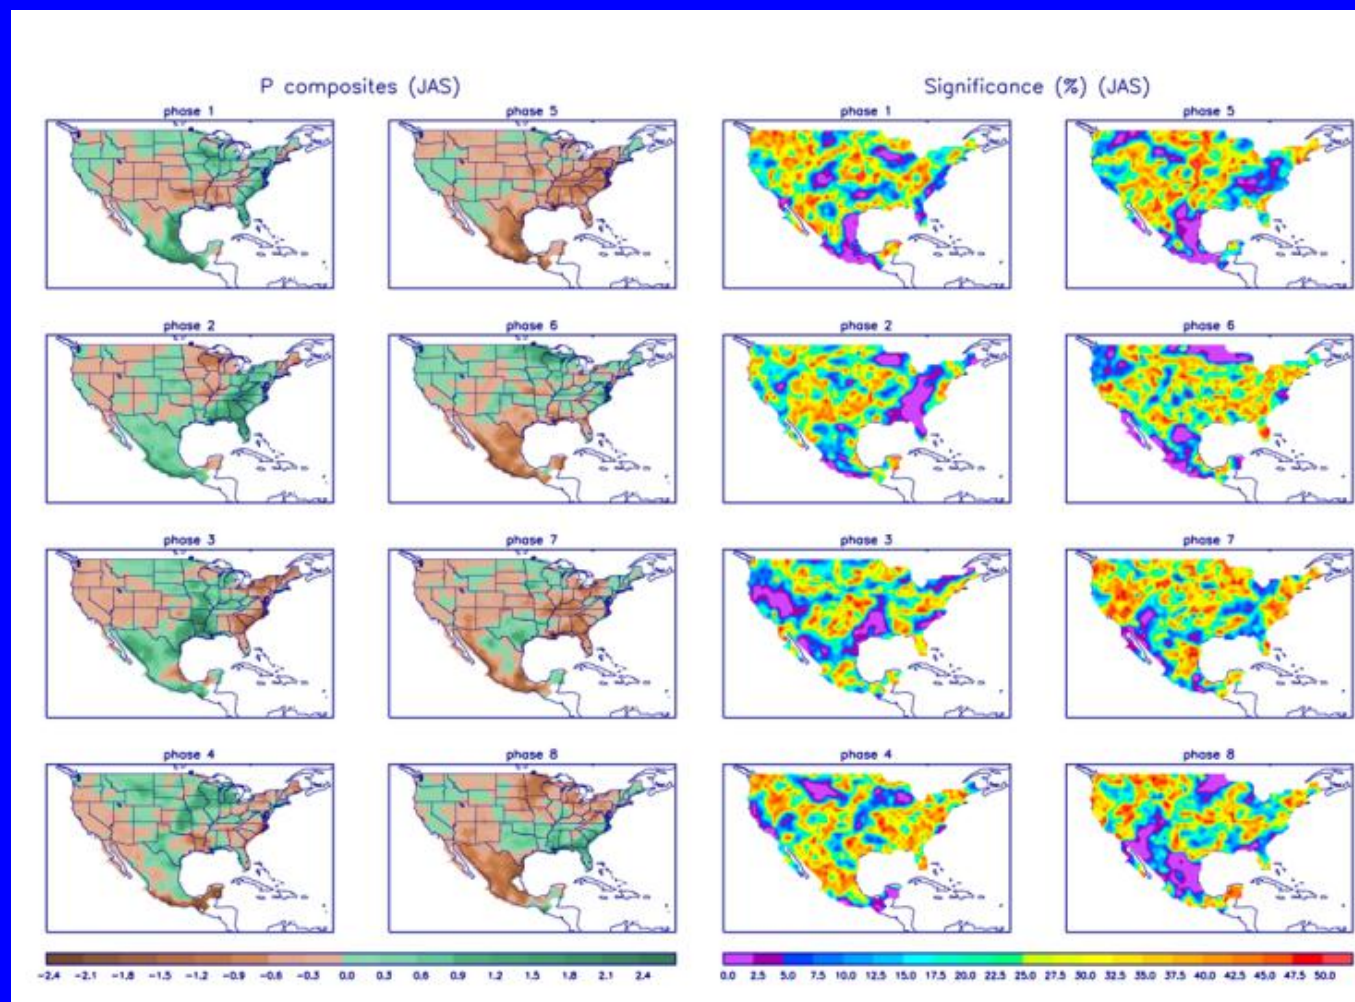 P composites (JAS)
Significance (%) (JAS)
phase 1
phase 5
phase 1
phase 5
phase 2
phase 6
phase 2
phase 6
phase 3
phase 7
phase 3
phase 7
phase 4
phase 8
phase 4
phase 8
-2.4 -2.1 -1.8 -1.5 -1.2 -0.9 -0.6 -0.3 0.0 0.3 0.6 0.9 1.2 1.5 1.8 2.1 2.4
0.0 2.5 5.0 7.5 10.0 12.5 15.0 17.5 20.0 22.5 25.0 27.5 30.0 32.5 35.0 37.5 40.0 42.5 45.0 47.5 50.0